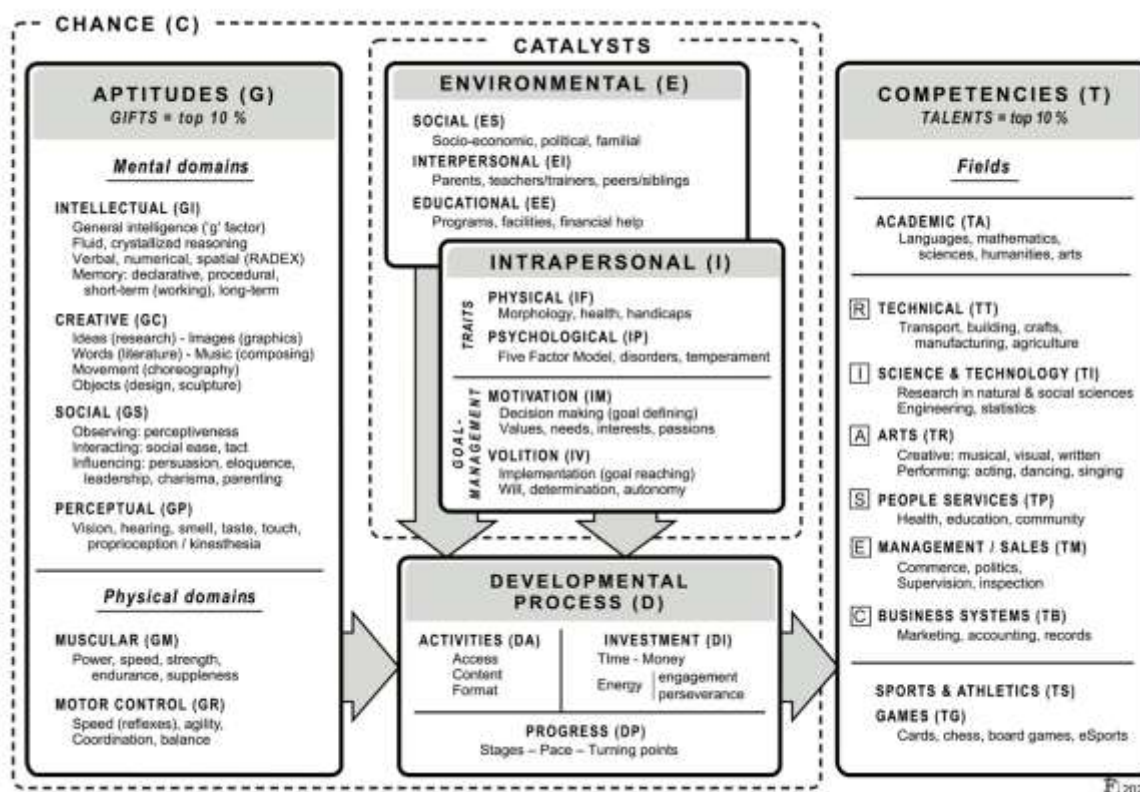 CHANCE (C)
CATALYSTS
APTITUDES (G)
GIFTS = top 10 %
Mental domains
INTELLECTUAL (GI)
General intelligence ('g' factor)
Fluid, crystallized reasoning
Verbal, numerical, spatial (RADEX)
Memory: declarative, procedural,
short-term (working), long-term
CREATIVE (GC)
Ideas (research) - Images (graphics)
Words (literature) - Music (composing)
Movement (choreography)
Objects (design, sculpture)
SOCIAL (GS)
Observing: perceptiveness
Interacting: social ease, tact
Influencing: persuasion, eloquence,
leadership, charisma, parenting
PERCEPTUAL (GP)
Vision, hearing, smell, taste, touch,
proprioception / kinesthesia
Physical domains
MUSCULAR (GM)
Power, speed, strength,
endurance, suppleness
MOTOR CONTROL (GR)
Speed (reflexes), agility,
Coordination, balance
ENVIRONMENTAL (E)
SOCIAL (ES)
Socio-economic, political, familial
INTERPERSONAL (EI)
Parents, teachers/trainers, peers/siblings
EDUCATIONAL (EE)
Programs, facilities, financial help
INTRAPERSONAL (I)
TRAITS
PHYSICAL (IF)
Morphology, health, handicaps
PSYCHOLOGICAL (IP)
Five Factor Model, disorders, temperament
GOAL-
MANAGEMENT
MOTIVATION (IM)
Decision making (goal defining)
Values, needs, interests, passions
VOLITION (IV)
Implementation (goal reaching)
Will, determination, autonomy
DEVELOPMENTAL
PROCESS (D)
ACTIVITIES (DA)
Access
Content
Format
INVESTMENT (DI)
TIme - Money
Energy
engagement
perseverance
PROGRESS (DP)
Stages – Pace – Turning points
COMPETENCIES (T)
TALENTS = top 10 %
Fields
ACADEMIC (TA)
Languages, mathematics,
sciences, humanities, arts
R TECHNICAL (TT)
Transport, building, crafts,
manufacturing, agriculture
I SCIENCE & TECHNOLOGY (TI)
Research in natural & social sciences
Engineering, statistics
A ARTS (TR)
Creative: musical, visual, written
Performing: acting, dancing, singing
S PEOPLE SERVICES (TP)
Health, education, community
E MANAGEMENT / SALES (TM)
Commerce, politics,
Supervision, inspection
C BUSINESS SYSTEMS (TB)
Marketing, accounting, records
SPORTS & ATHLETICS (TS)
GAMES (TG)
Cards, chess, board games, eSports